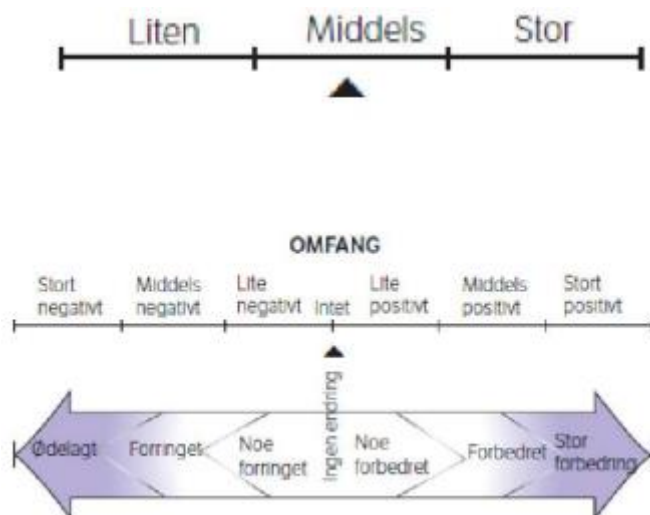 Liten Middels Stor
OMFANG
Stort negativt
Middels negativt
Lite negativt
Intet
Lite positivt
Middels positivt
Stort positivt
Ødelagt
Forringet
Noe forringet
Ingen endring
Noe forbedret
Forbedret
Stor forbedring